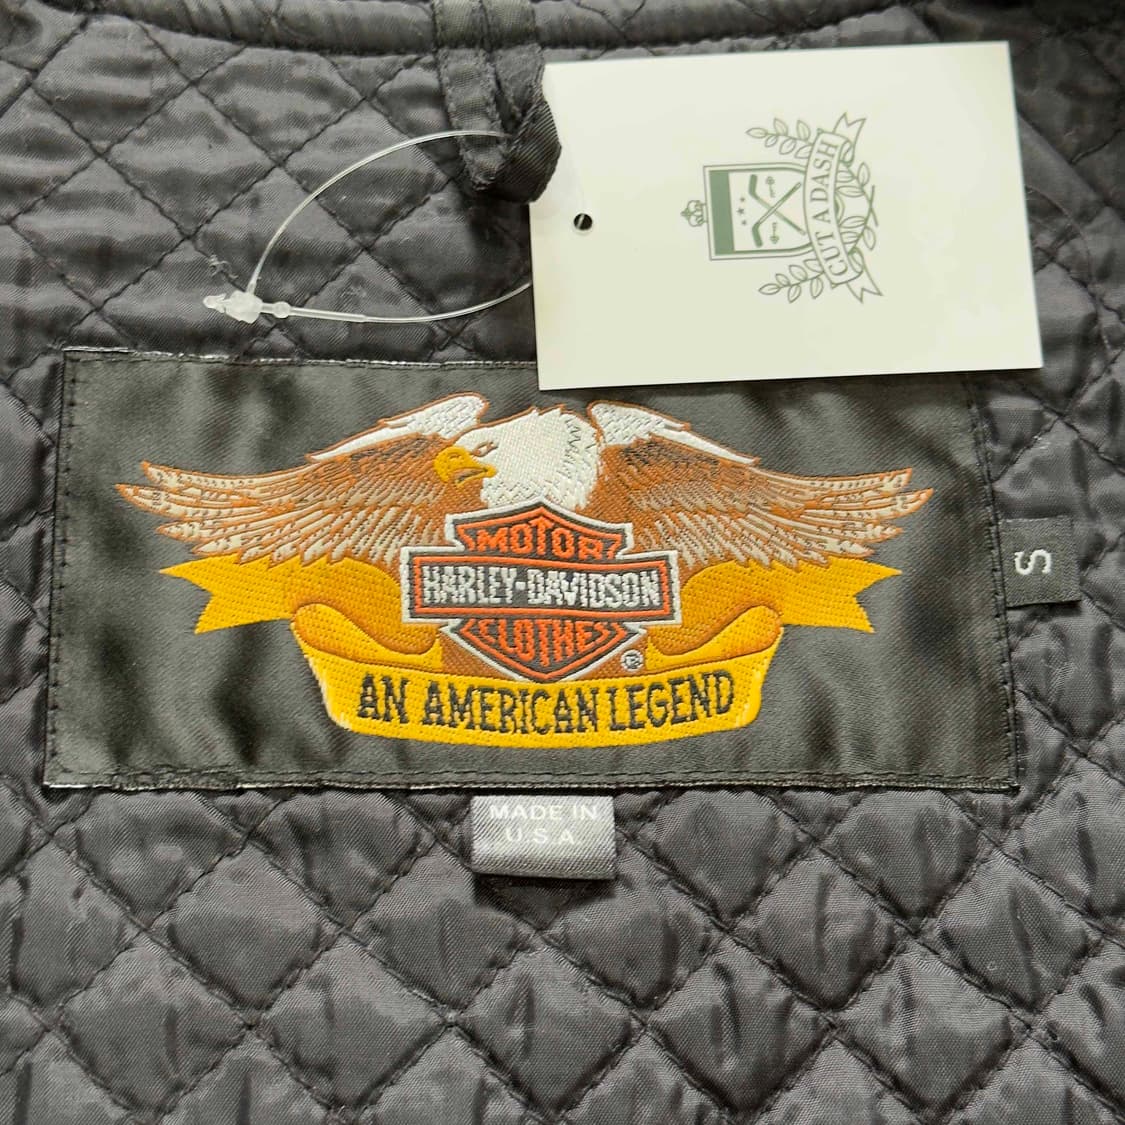 CUT A DASH
MOTOR
HARLEY-DAVIDSON
CLOTHES
®
AN AMERICAN LEGEND
S
MADE IN
U.S.A